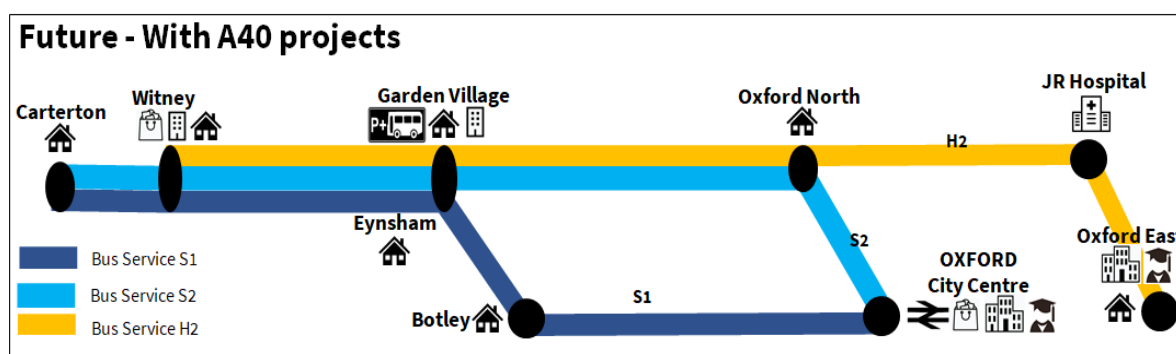 Future - With A40 projects
Carterton
Witney
Garden Village
P+
Oxford North
JR Hospital
H2
Eynsham
S2
Oxford East
Bus Service S1
Bus Service S2
Bus Service H2
OXFORD
City Centre
Botley
S1